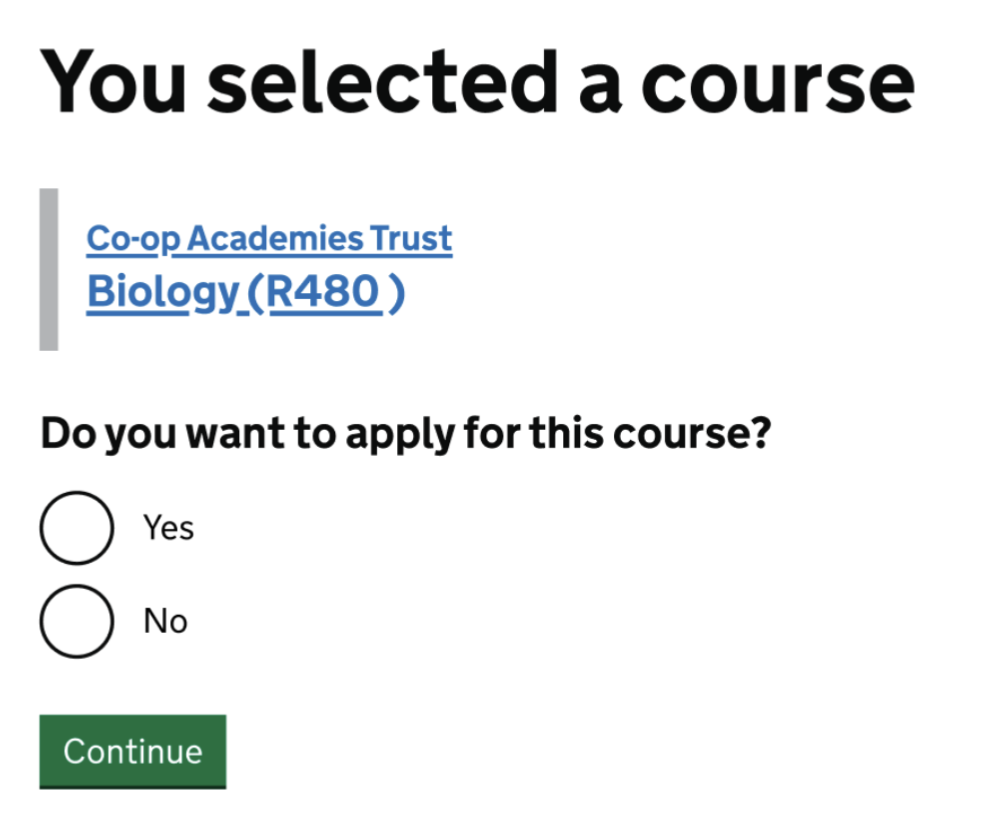 You selected a course
Co-op Academies Trust
Biology (R480 )
Do you want to apply for this course?
Yes
No
Continue